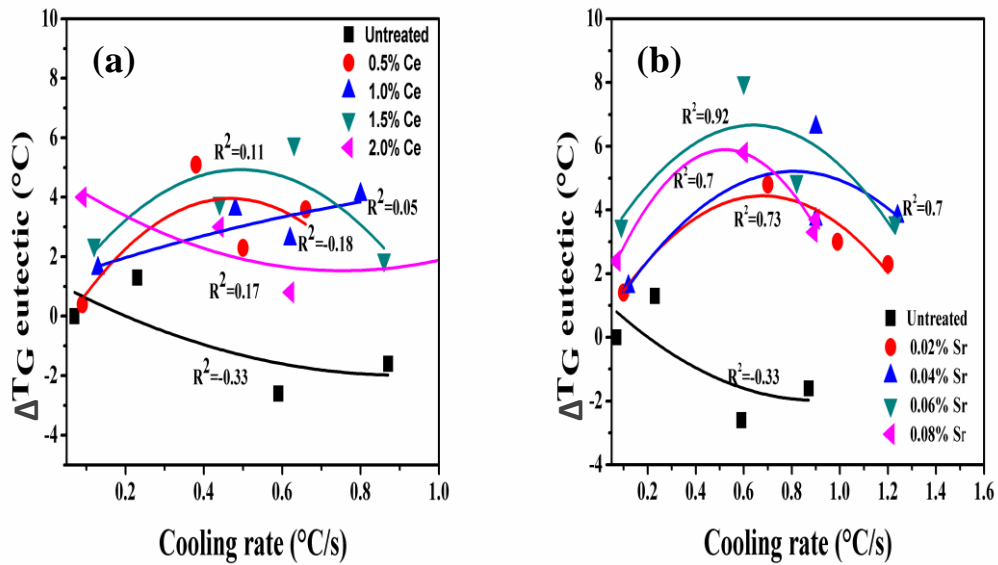 (a)
Untreated
0.5% Ce
1.0% Ce
1.5% Ce
2.0% Ce
R2=0.11
R2=0.05
R2=-0.18
R2=0.17
R2=-0.33
10
8
6
4
2
0
-2
-4
0.2
0.4
0.6
0.8
1.0
ΔTG eutectic (°C)
Cooling rate (°C/s)
(b)
R2=0.92
R2=0.7
R2=0.73
R2=0.7
R2=-0.33
Untreated
0.02% Sr
0.04% Sr
0.06% Sr
0.08% Sr
10
8
6
4
2
0
-2
-4
0.2
0.4
0.6
0.8
1.0
1.2
1.4
1.6
ΔTG eutectic (°C)
Cooling rate (°C/s)